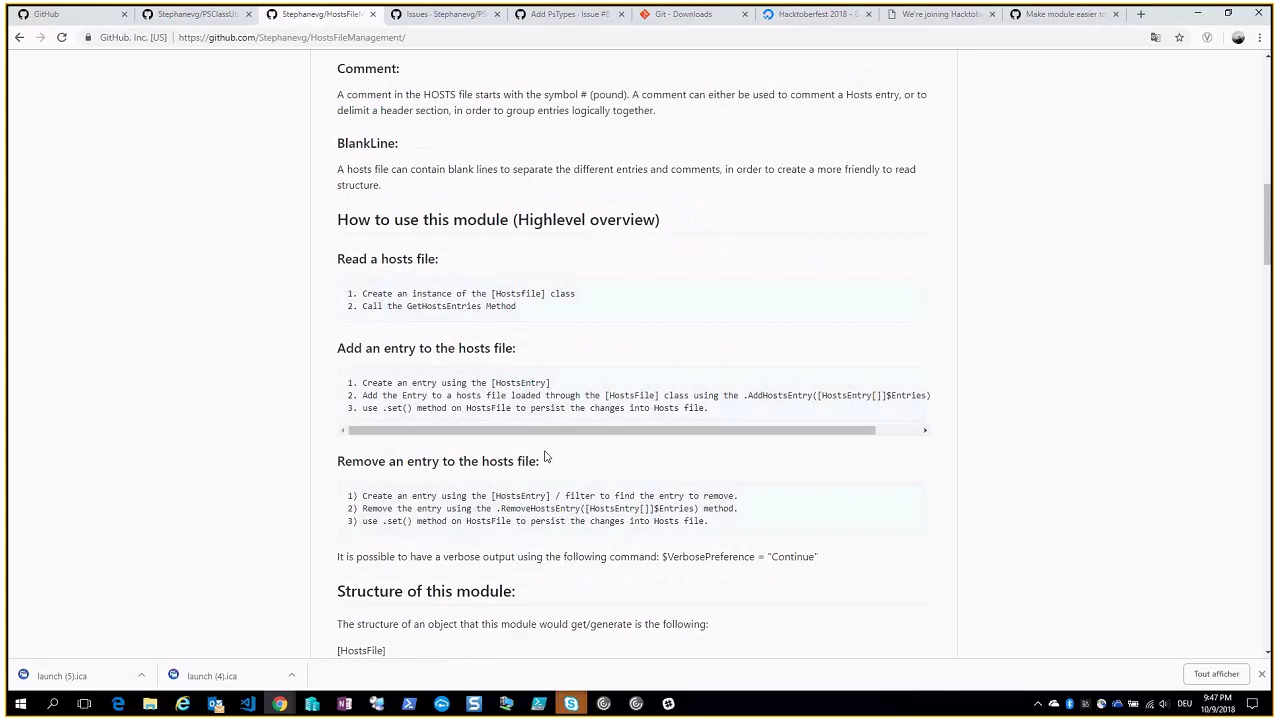 GitHub
Stephanevg/PSClassUt
Stephanevg/HostsFileM
Issues · Stephanevg/PS
Add PsTypes · Issue #8
Git - Downloads
Hacktoberfest 2018 - 
We're joining Hackto
Make module easier to
GitHub, Inc. [US]
https://github.com/Stephanevg/HostsFileManagement/
Comment:
A comment in the HOSTS file starts with the symbol # (pound). A comment can either be used to comment a Hosts entry, or to
delimit a header section, in order to group entries logically together.
BlankLine:
A hosts file can contain blank lines to separate the different entries and comments, in order to create a more friendly to read
structure.
How to use this module (Highlevel overview)
Read a hosts file:
1. Create an instance of the [Hostsfile] class
2. Call the GetHostsEntries Method
Add an entry to the hosts file:
1. Create an entry using the [HostsEntry]
2. Add the Entry to a hosts file loaded through the [HostsFile] class using the .AddHostsEntry([HostsEntry[]]$Entries)
3. use .set() method on HostsFile to persist the changes into Hosts file.
Remove an entry to the hosts file:
1) Create an entry using the [HostsEntry] / filter to find the entry to remove.
2) Remove the entry using the .RemoveHostsEntry([HostsEntry[]]$Entries) method.
3) use .set() method on HostsFile to persist the changes into Hosts file.
It is possible to have a verbose output using the following command: $VerbosePreference = "Continue"
Structure of this module:
The structure of an object that this module would get/generate is the following:
[HostsFile]
launch (5).ica
launch (4).ica
Tout afficher
DEU
9:47 PM
10/9/2018